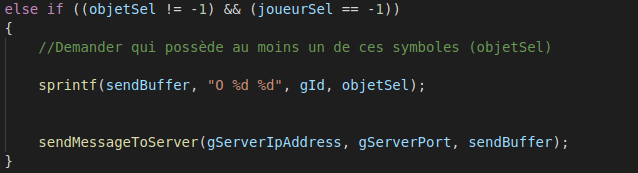 else if ((objetSel != -1) && (joueurSel == -1))
{
//Demander qui possède au moins un de ces symboles (objetSel)
sprintf(sendBuffer, "O %d %d", gId, objetSel);
sendMessageToServer(gServerIpAddress, gServerPort, sendBuffer);
}